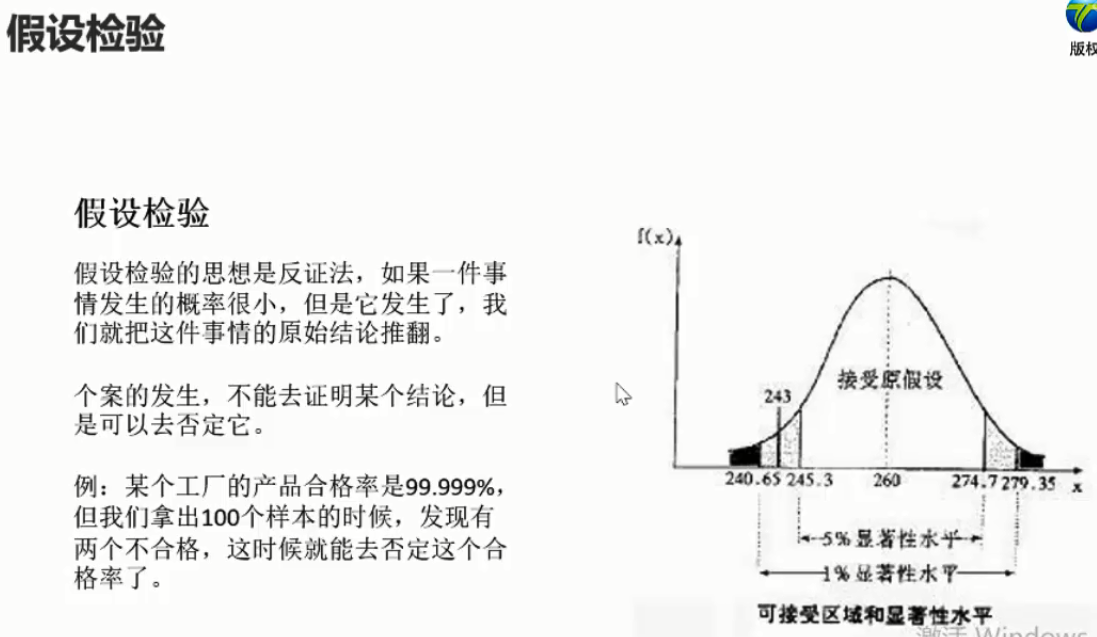 假设检验
版权
假设检验
假设检验的思想是反证法，如果一件事
情发生的概率很小，但是它发生了，我
们就把这件事情的原始结论推翻。
个案的发生，不能去证明某个结论，但
是可以去否定它。
例：某个工厂的产品合格率是99.999%，
但我们拿出100个样本的时候，发现有
两个不合格，这时候就能去否定这个合
格率了。
f(x)
接受原假设
243
240.65 245.3 260 274.7 279.35 x
5%显著性水平
1%显著性水平
可接受区域和显著性水平
激活 Windows